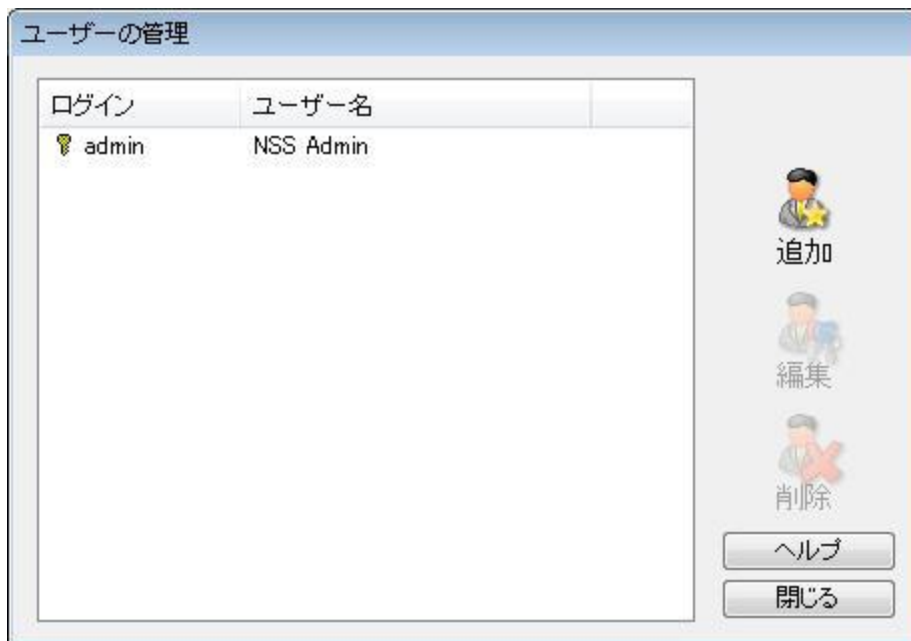 ユーザーの管理
ログイン ユーザー名
admin NSS Admin
追加
編集
削除
ヘルプ
閉じる